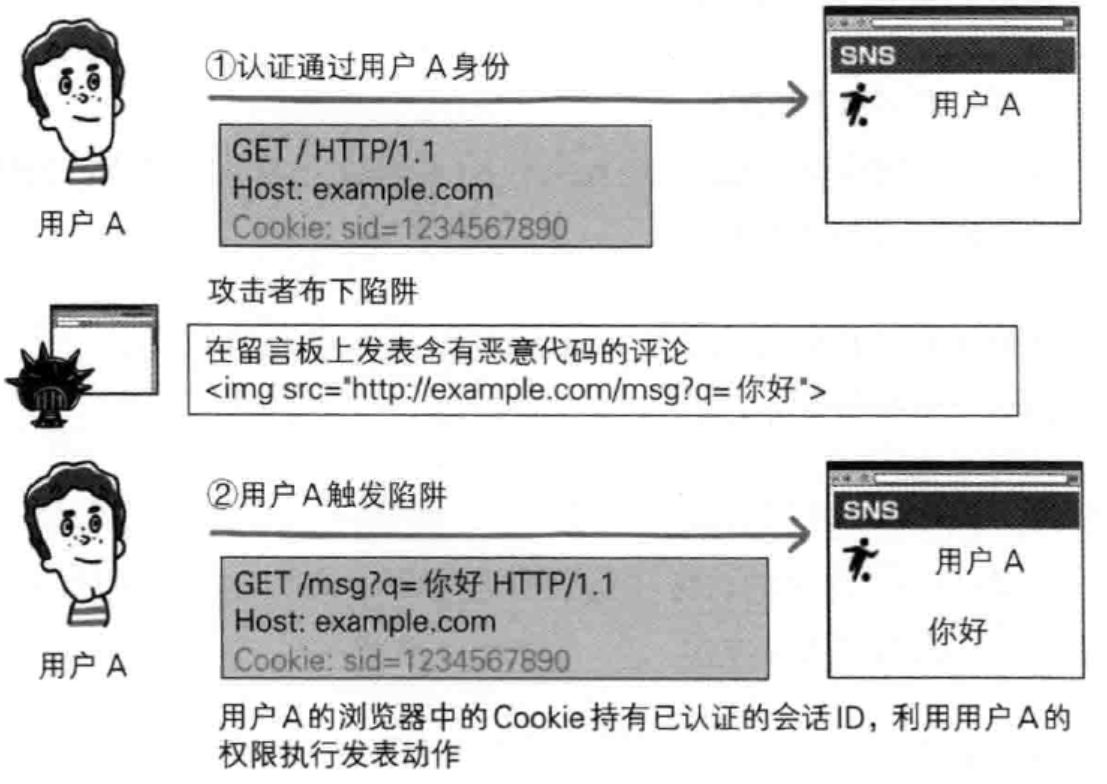 ①认证通过用户 A 身份
SNS
用户 A
GET / HTTP/1.1
Host: example.com
Cookie: sid=1234567890
用户 A
攻击者布下陷阱
在留言板上发表含有恶意代码的评论
<img src="http://example.com/msg?q= 你好">
②用户 A 触发陷阱
SNS
用户 A
你好
GET /msg?q= 你好 HTTP/1.1
Host: example.com
Cookie: sid=1234567890
用户 A
用户 A 的浏览器中的 Cookie 持有已认证的会话 ID，利用用户 A 的
权限执行发表动作